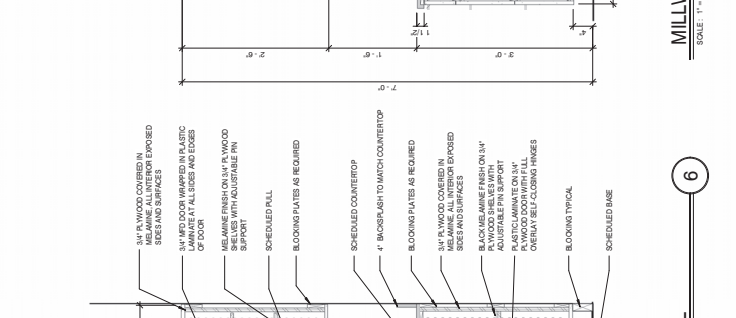 1 1/2"
4"
2' - 6"
1' - 6"
3' - 0"
7' - 0"
3/4" PLYWOOD COVERED IN
MELAMINE, ALL INTERIOR EXPOSED
SIDES AND SURFACES
3/4" MFD DOOR WRAPPED IN PLASTIC
LAMINATE AT ALL SIDES AND EDGES
OF DOOR
MELAMINE FINISH ON 3/4" PLYWOOD
SHELVES WITH ADJUSTABLE PIN
SUPPORT
SCHEDULED PULL
BLOCKING PLATES AS REQUIRED
SCHEDULED COUNTERTOP
4" BACKSPLASH TO MATCH COUNTERTOP
BLOCKING PLATES AS REQUIRED
3/4" PLYWOOD COVERED IN
MELAMINE, ALL INTERIOR EXPOSED
SIDES AND SURFACES
BLACK MELAMINE FINISH ON 3/4"
PLYWOOD SHELVES WITH
ADJUSTABLE PIN SUPPORT
PLASTIC LAMINATE ON 3/4"
PLYWOOD DOOR WITH FULL
OVERLAY SELF-CLOSING HINGES
BLOCKING TYPICAL
SCHEDULED BASE
SCALE: 1" =
6